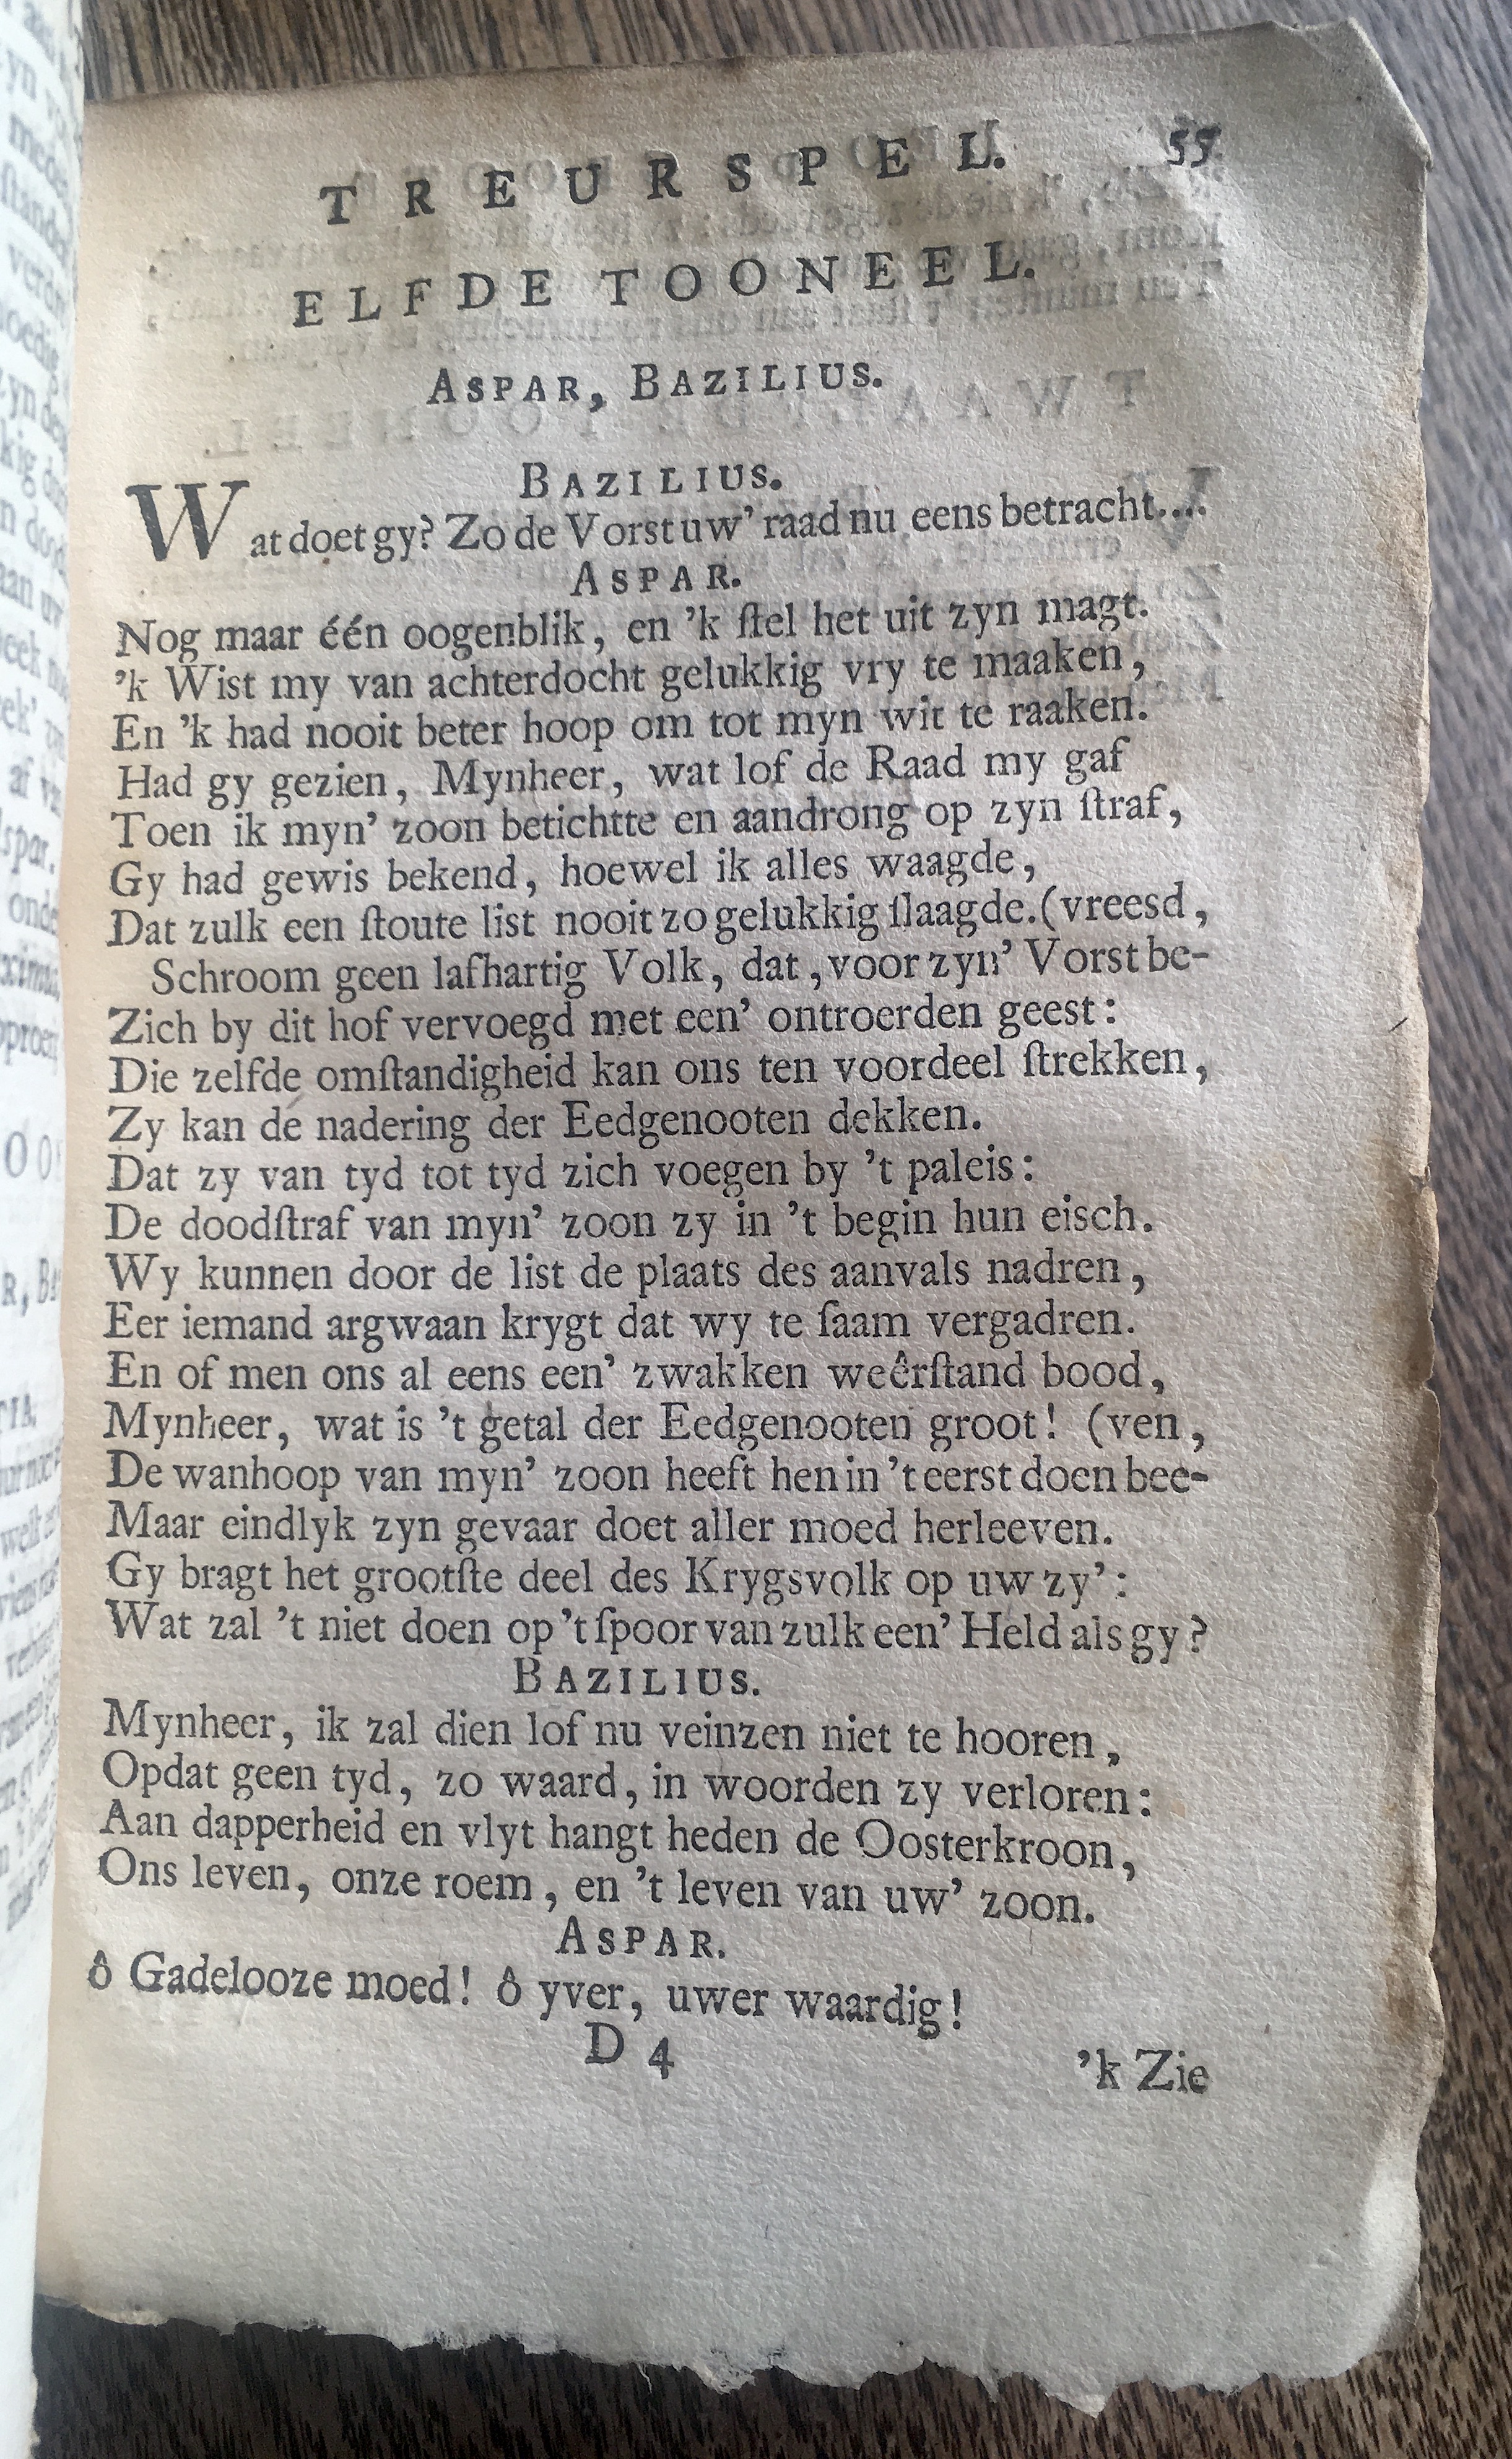 TREURSPEL. 55
ELFDE TOONEEL.
ASPAR, BAZILIUS.
BAZILIUS.
Wat doet gy? Zo de Vorst uw' raad nu eens betracht....
ASPAR.
Nog maar één oogenblik, en 'k ſtel het uit zyn magt.
'k Wist my van achterdocht gelukkig vry te maaken,
En 'k had nooit beter hoop om tot myn wit te raaken.
Had gy gezien, Mynheer, wat lof de Raad my gaf
Toen ik myn' zoon betichtte en aandrong op zyn ſtraf,
Gy had gewis bekend, hoewel ik alles waagde,
Dat zulk een ſtoute list nooit zo gelukkig ſlaagde. (vreesd,
Schroom geen lafhartig Volk, dat, voor zyn' Vorst be-
Zich by dit hof vervoegd met een' ontroerden geest:
Die zelfde omſtandigheid kan ons ten voordeel ſtrekken,
Zy kan de nadering der Eedgenooten dekken.
Dat zy van tyd tot tyd zich voegen by 't paleis:
De doodſtraf van myn' zoon zy in 't begin hun eisch.
Wy kunnen door de list de plaats des aanvals nadren,
Eer iemand argwaan krygt dat wy te ſaam vergadren.
En of men ons al eens een' zwakken weêrſtand bood,
Mynheer, wat is 't getal der Eedgenooten groot! (ven,
De wanhoop van myn' zoon heeft hen in 't eerst doen bee-
Maar eindlyk zyn gevaar doet aller moed herleeven.
Gy bragt het grootſte deel des Krygsvolk op uw zy':
Wat zal 't niet doen op 't ſpoor van zulk een' Held als gy?
BAZILIUS.
Mynheer, ik zal dien lof nu veinzen niet te hooren,
Opdat geen tyd, zo waard, in woorden zy verloren:
Aan dapperheid en vlyt hangt heden de Oosterkroon,
Ons leven, onze roem, en 't leven van uw' zoon.
ASPAR.
ô Gadelooze moed! ô yver, uwer waardig!
D 4
'k Zie